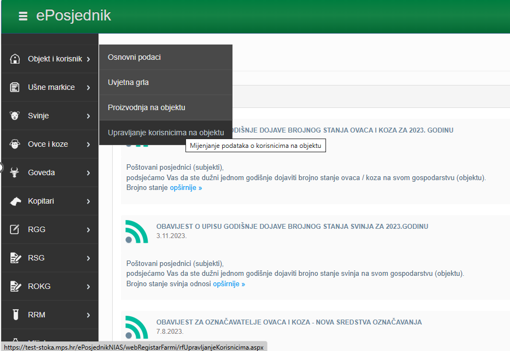 ePosjednik
Objekt i korisnik
Ušne markice
Svinje
Ovce i koze
Goveda
Kopitari
RGG
RSG
ROKG
RRM
Osnovni podaci
Uvjetna grla
Proizvodnja na objektu
Upravljanje korisnicima na objektu
Mijenjanje podataka o korisnicima na objektu
GODIŠNJE DOJAVE BROJNOG STANJA OVACA I KOZA ZA 2023. GODINU
Poštovani posjednici (subjekti),
podsjećamo Vas da ste dužni jednom godišnje dojaviti brojno stanje ovaca / koza na svom gospodarstvu (objektu).
Brojno stanje opširnije »
OBAVIJEST O UPISU GODIŠNJE DOJAVE BROJNOG STANJA SVINJA ZA 2023.GODINU
3.11.2023.
Poštovani posjednici (subjekti),
podsjećamo Vas da ste dužni jednom godišnje dojaviti brojno stanje svinja na svom gospodarstvu (objektu).
Brojno stanje svinja odnosi opširnije »
OBAVIJEST ZA OZNAČAVATELJE OVACA I KOZA - NOVA SREDSTVA OZNAČAVANJA
7.8.2023.
https://test-stoka.mps.hr/ePosjednikNIAS/webRegistarFarmi/rfUpravljanjeKorisnicima.aspx